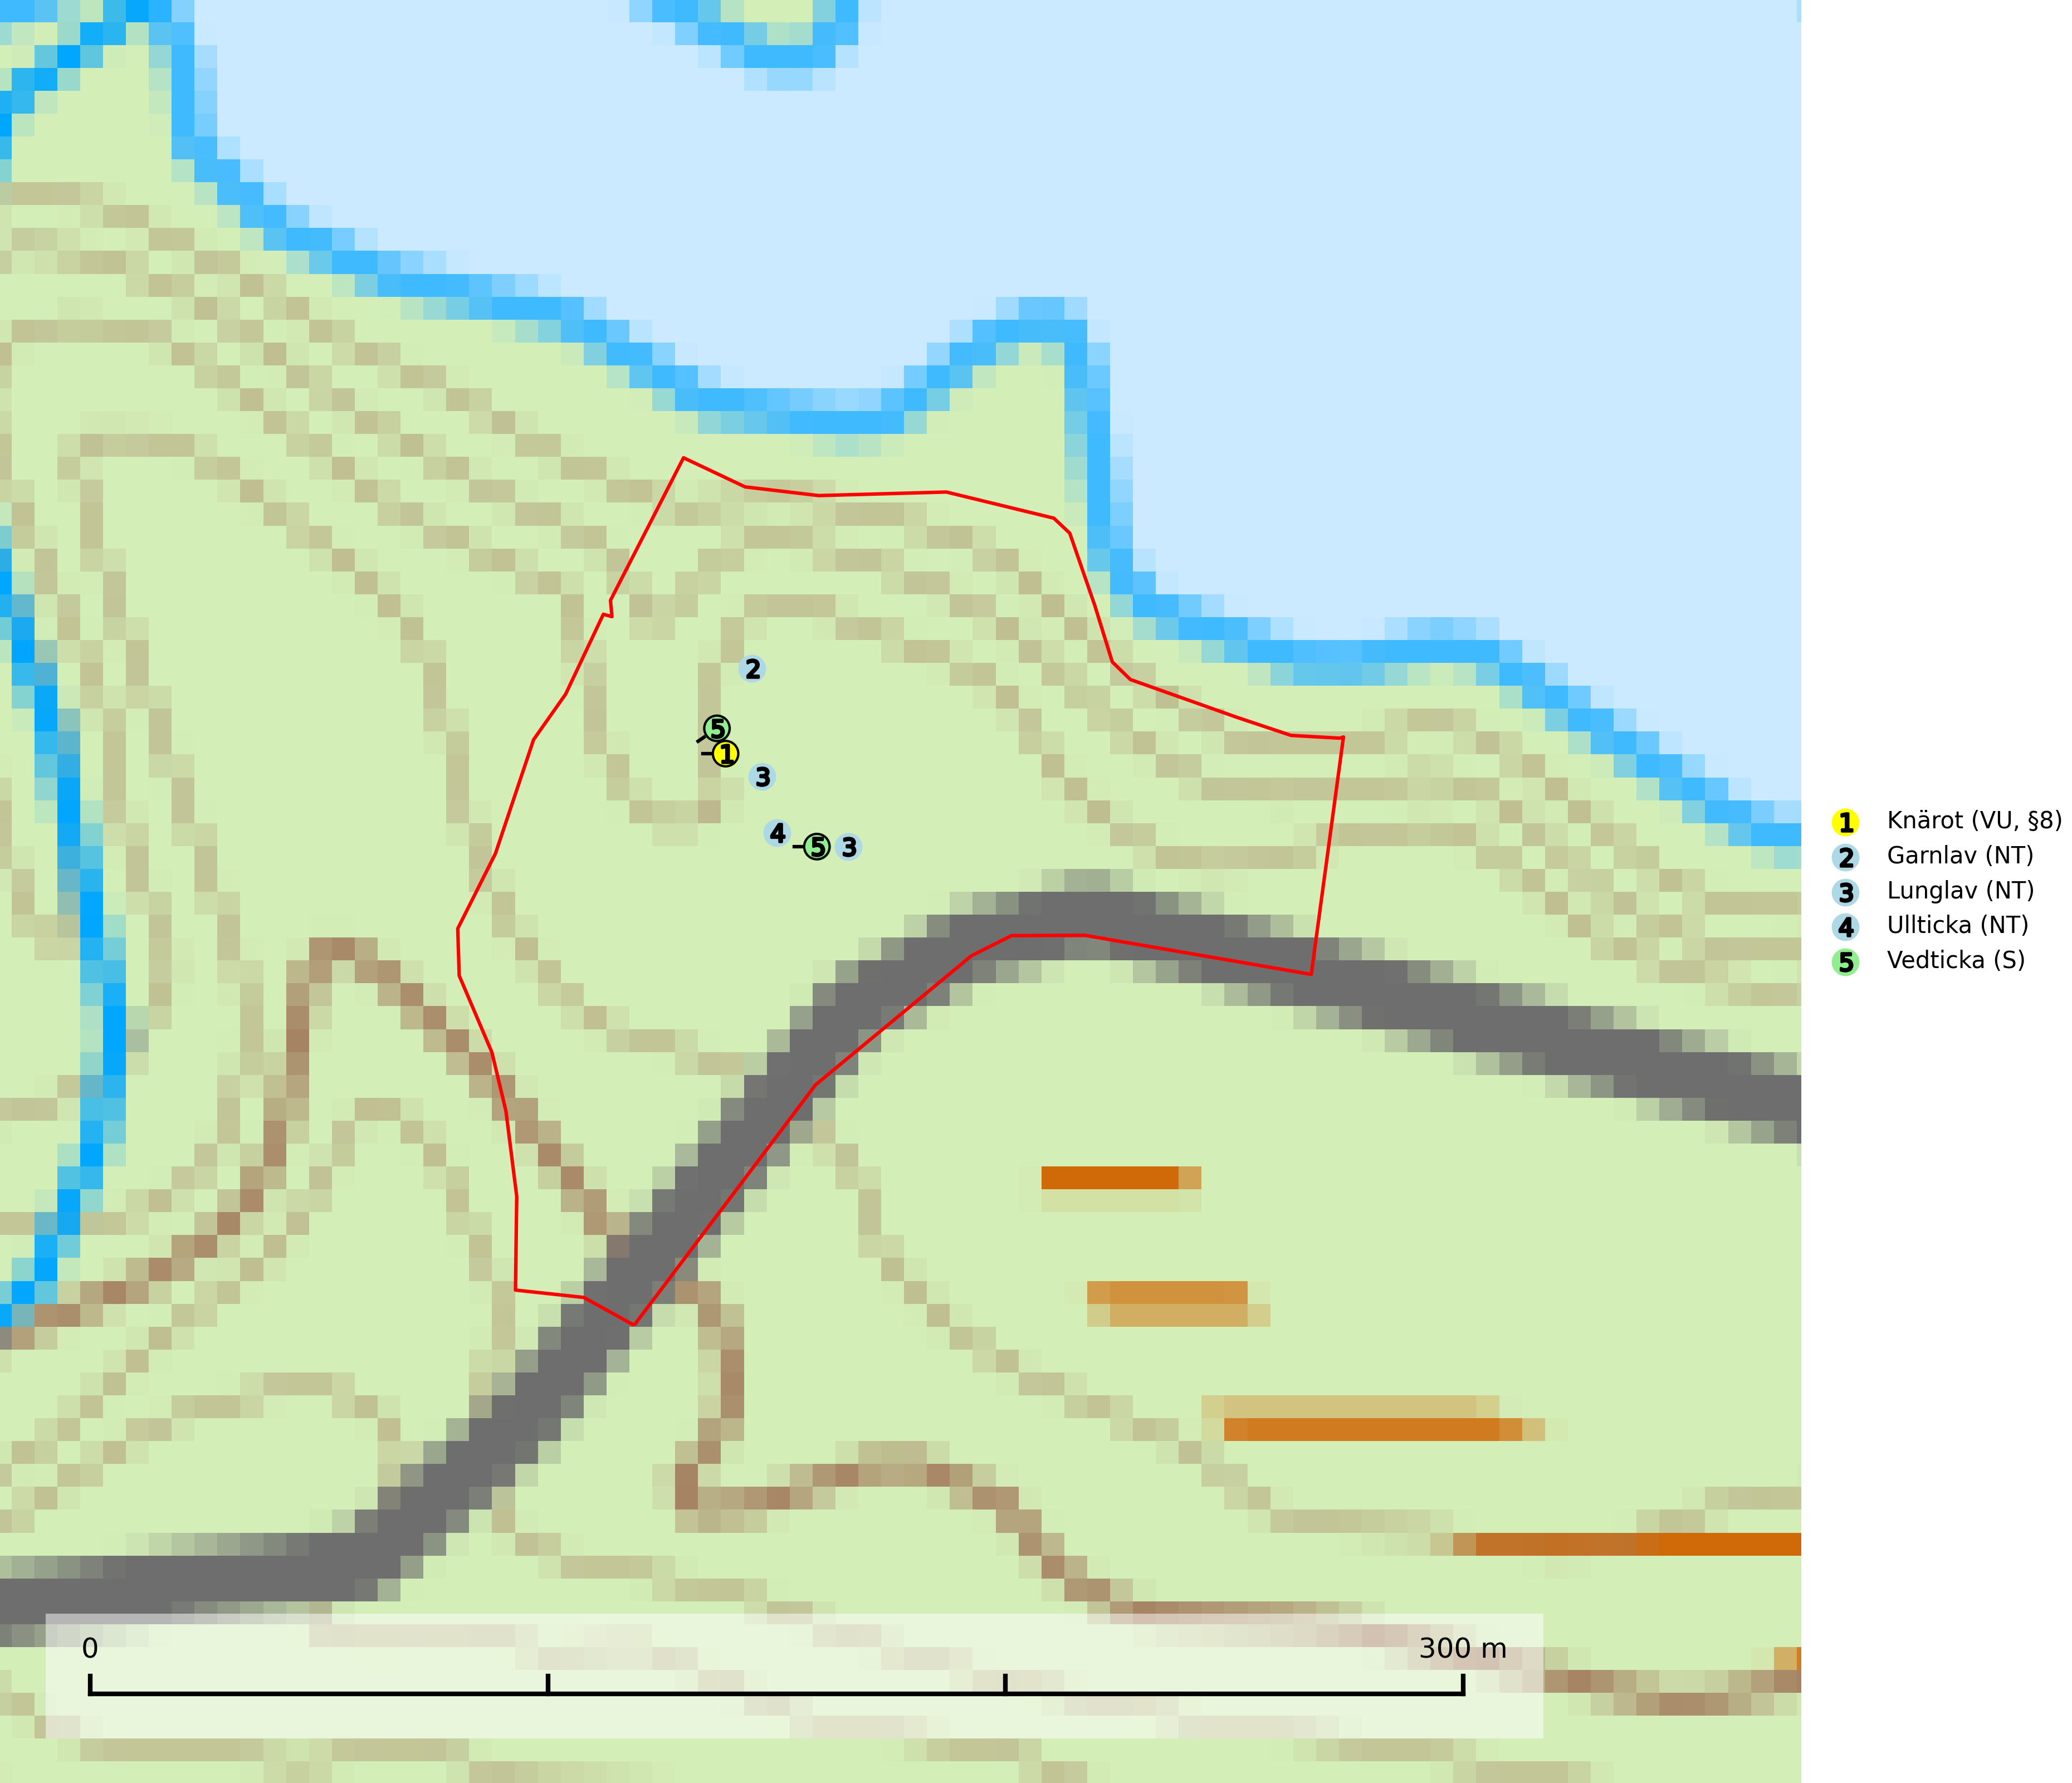 2
5
1
3
4
5
3
1 Knärot (VU, §8)
2 Garnlav (NT)
3 Lunglav (NT)
4 Ullticka (NT)
5 Vedticka (S)
0 300 m